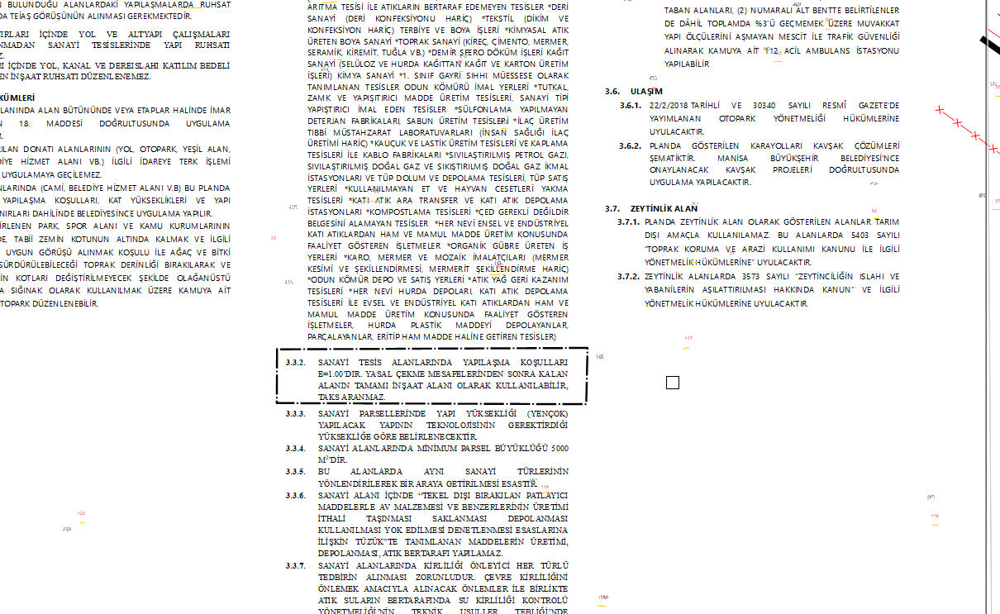 BULUNDUĞU ALANLARDAKİ YAPILAŞMALARDA RUHSAT
DA TEİAŞ GÖRÜŞÜNÜN ALINMASI GEREKMEKTEDİR.
IRLARI İÇİNDE YOL VE ALTYAPI ÇALIŞMALARI
NMADAN SANAYİ TESİSLERİNDE YAPI RUHSATI
Z.
RI İÇİNDE YOL, KANAL VE DEREISLAHI KATILIM BEDELİ
EN İNŞAAT RUHSATI DÜZENLENEMEZ.
KÜMLERİ
LANINDA ALAN BÜTÜNÜNDE VEYA ETAPLAR HALİNDE İMAR
N 18. MADDESİ DOĞRULTUSUNDA UYGULAMA
R.
RILAN DONATI ALANLARININ (YOL, OTOPARK, YEŞİL ALAN,
DİYE HİZMET ALANI VB.) İLGİLİ İDAREYE TERK İŞLEMİ
UYGULAMAYA GEÇİLEMEZ.
NLARINDA (CAMİ, BELEDİYE HİZMET ALANI V.B) BU PLANDA
YAPILAŞMA KOŞULLARI, KAT YÜKSEKLİKLERİ VE YAPI
NIRLARI DAHİLİNDE BELEDİYESİNCE UYGULAMA YAPILIR.
İRLENEN PARK, SPOR ALANI VE KAMU KURUMLARININ
DE, TABİİ ZEMİN KOTUNUN ALTINDA KALMAK VE İLGİLİ
UYGUN GÖRÜŞÜ ALINMAK KOŞULU İLE AĞAÇ VE BİTKİ
SÜRDÜRÜLEBİLECEĞİ TOPRAK DERİNLİĞİ BIRAKILARAK VE
İN KOTLARI DEĞİŞTİRİLMEYECEK ŞEKİLDE OLAĞANÜSTÜ
A SIĞINAK OLARAK KULLANILMAK ÜZERE KAMUYA AİT
TOPARK DÜZENLENEBİLİR.
122
ARITMA TESİSİ İLE ATIKLARIN BERTARAF EDEMEYEN TESİSLER *DERİ
SANAYİ (DERİ KONFEKSİYONU HARİÇ) *TEKSTİL (DİKİM VE
KONFEKSİYON HARİÇ) TERBİYE VE BOYA İŞLERİ *KİMYASAL ATIK
ÜRETEN BOYA SANAYİ *TOPRAK SANAYİ (KİREÇ, ÇİMENTO, MERMER,
SERAMİK, KİREMİT, TUĞLA VB.) *DEMİR SFERO DÖKÜM İŞLERİ KAĞIT
SANAYİ (SELÜLOZ VE HURDA KAĞITTAN KAĞIT VE KARTON ÜRETİM
İŞLERİ) KİMYA SANAYİ *1. SINIF GAYRİ SIHHI MÜESSESE OLARAK
TANIMLANAN TESİSLER ODUN KÖMÜRÜ İMAL YERLERİ *TUTKAL,
ZAMK VE YAPIŞTIRICI MADDE ÜRETİM TESİSLERİ, SANAYİ TİPİ
YAPIŞTIRICI İMAL EDEN TESİSLER *SÜLFONLAMA YAPILMAYAN
DETERJAN FABRİKALARI, SABUN ÜRETİM TESİSLERİ *İLAÇ ÜRETİM
TIBBİ MÜSTAHZARAT LABORATUVARLARI (İNSAN SAĞLIĞI İLAÇ
ÜRETİMİ HARİÇ) *KAUÇUK VE LASTİK ÜRETİM TESİSLERİ VE KAPLAMA
TESİSLERİ İLE KABLO FABRİKALARI *SIVILAŞTIRILMIŞ PETROL GAZI,
SIVILAŞTIRILMIŞ DOĞAL GAZ VE SIKIŞTIRILMIŞ DOĞAL GAZ İKMAL
İSTASYONLARI VE TÜP DOLUM VE DEPOLAMA TESİSLERİ, TÜP SATIŞ
YERLERİ *KULLANILMAYAN ET VE HAYVAN CESETLERİ YAKMA
TESİSLERİ *KATI ATIK ARA TRANSFER VE KATI ATIK DEPOLAMA
İSTASYONLARI *KOMPOSTLAMA TESİSLERİ *ÇED GEREKLİ DEĞİLDİR
BELGESİNİ ALAMAYAN TESİSLER *HER NEVİ ENSEL VE ENDÜSTRİYEL
KATI ATIKLARDAN HAM VE MAMUL MADDE ÜRETİM KONUSUNDA
FAALİYET GÖSTEREN İŞLETMELER *ORGANİK GÜBRE ÜRETEN İŞ
YERLERİ *KARO, MERMER VE MOZAİK İMALATÇILARI (MERMER
KESİMİ VE ŞEKİLLENDİRMESİ, MERMERİT ŞEKİLLENDİRME HARİÇ)
*ODUN KÖMÜR DEPO VE SATIŞ YERLERİ *ATIK YAĞ GERİ KAZANIM
TESİSLERİ *HER NEVİ HURDA DEPOLARI, KATI ATIK DEPOLAMA
TESİSLERİ İLE EVSEL VE ENDÜSTRİYEL KATI ATIKLARDAN HAM VE
MAMUL MADDE ÜRETİM KONUSUNDA FAALİYET GÖSTEREN
İŞLETMELER, HURDA PLASTİK MADDEYİ DEPOLAYANLAR,
PARÇALAYANLAR, ERİTİP HAM MADDE HALİNE GETİREN TESİSLER)
43
3.3.2. SANAYİ TESİS ALANLARINDA YAPILAŞMA KOŞULLARI
E=1.00'DIR. YASAL ÇEKME MESAFELERİNDEN SONRA KALAN
ALANIN TAMAMI İNŞAAT ALANI OLARAK KULLANILABİLİR,
TAKS ARANMAZ.
3.3.3. SANAYİ PARSELLERİNDE YAPI YÜKSEKLİĞİ (YENÇOK)
YAPILACAK YAPININ TEKNOLOJİSİNİN GEREKTİRDİĞİ
YÜKSEKLİĞE GÖRE BELİRLENECEKTİR.
3.3.4. SANAYİ ALANLARINDA MİNİMUM PARSEL BÜYÜKLÜĞÜ 5000
M²'DİR.
3.3.5. BU ALANLARDA AYNI SANAYİ TÜRLERİNİN
YÖNLENDİRİLEREK BİR ARAYA GETİRİLMESİ ESASTIR.
118
3.3.6. SANAYİ ALANI İÇİNDE “TEKEL DIŞI BIRAKILAN PATLAYICI
MADDELERLE AV MALZEMESİ VE BENZERLERİNİN ÜRETİMİ
İTHALİ TAŞINMASI SAKLANMASI DEPOLANMASI
KULLANILMASI YOK EDİLMESİ DENETLENMESİ ESASLARINA
İLİŞKİN TÜZÜK”TE TANIMLANAN MADDELERİN ÜRETİMİ,
DEPOLANMASI, ATIK BERTARAFI YAPILAMAZ.
3.3.7. SANAYİ ALANLARINDA KİRLİLİĞİ ÖNLEYİCİ HER TÜRLÜ
TEDBİRİN ALINMASI ZORUNLUDUR. ÇEVRE KİRLİLİĞİNİ
ÖNLEMEK AMACIYLA ALINACAK ÖNLEMLER İLE BİRLİKTE
ATIK SULARIN BERTARAFINDA SU KİRLİLİĞİ KONTROLÜ
YÖNETMELİĞİ'NİN TEKNİK USULLER TEBLİĞİ'NDE
TABAN ALANLARI, (2) NUMARALI ALT BENTTE BELİRTİLENLER
DE DÂHİL TOPLAMDA %3'Ü GEÇMEMEK ÜZERE MUVAKKAT
YAPI ÖLÇÜLERİNİ AŞMAYAN MESCİT İLE TRAFİK GÜVENLİĞİ
ALINARAK KAMUYA AİT 112 ACİL AMBULANS İSTASYONU
YAPILABİLİR
3.6. ULAŞIM
3.6.1. 22/2/2018 TARİHLİ VE 30340 SAYILI RESMÎ GAZETE'DE
YAYIMLANAN OTOPARK YÖNETMELİĞİ HÜKÜMLERİNE
UYULACAKTIR.
3.6.2. PLANDA GÖSTERİLEN KARAYOLLARI KAVŞAK ÇÖZÜMLERİ
ŞEMATİKTİR. MANİSA BÜYÜKŞEHİR BELEDİYESİ'NCE
ONAYLANACAK KAVŞAK PROJELERİ DOĞRULTUSUNDA
UYGULAMA YAPILACAKTIR.
3.7. ZEYTİNLİK ALAN
52
3.7.1. PLANDA ZEYTİNLİK ALAN OLARAK GÖSTERİLEN ALANLAR TARIM
DIŞI AMAÇLA KULLANILAMAZ. BU ALANLARDA 5403 SAYILI
“TOPRAK KORUMA VE ARAZİ KULLANIMI KANUNU İLE İLGİLİ
YÖNETMELİK HÜKÜMLERİNE” UYULACAKTIR.
3.7.2. ZEYTİNLİK ALANLARDA 3573 SAYILI “ZEYTİNCİLİĞİN ISLAHI VE
YABANİLERİN AŞILATTIRILMASI HAKKINDA KANUN” VE İLGİLİ
YÖNETMELİK HÜKÜMLERİNE UYULACAKTIR.
117
116